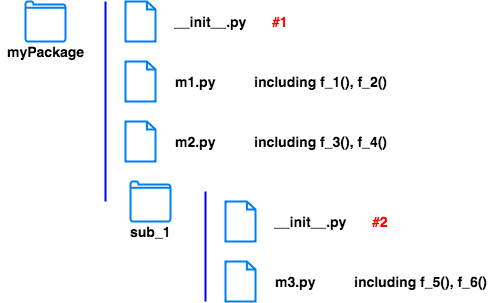 myPackage
__init__.py #1
m1.py including f_1(), f_2()
m2.py including f_3(), f_4()
sub_1
__init__.py #2
m3.py including f_5(), f_6()